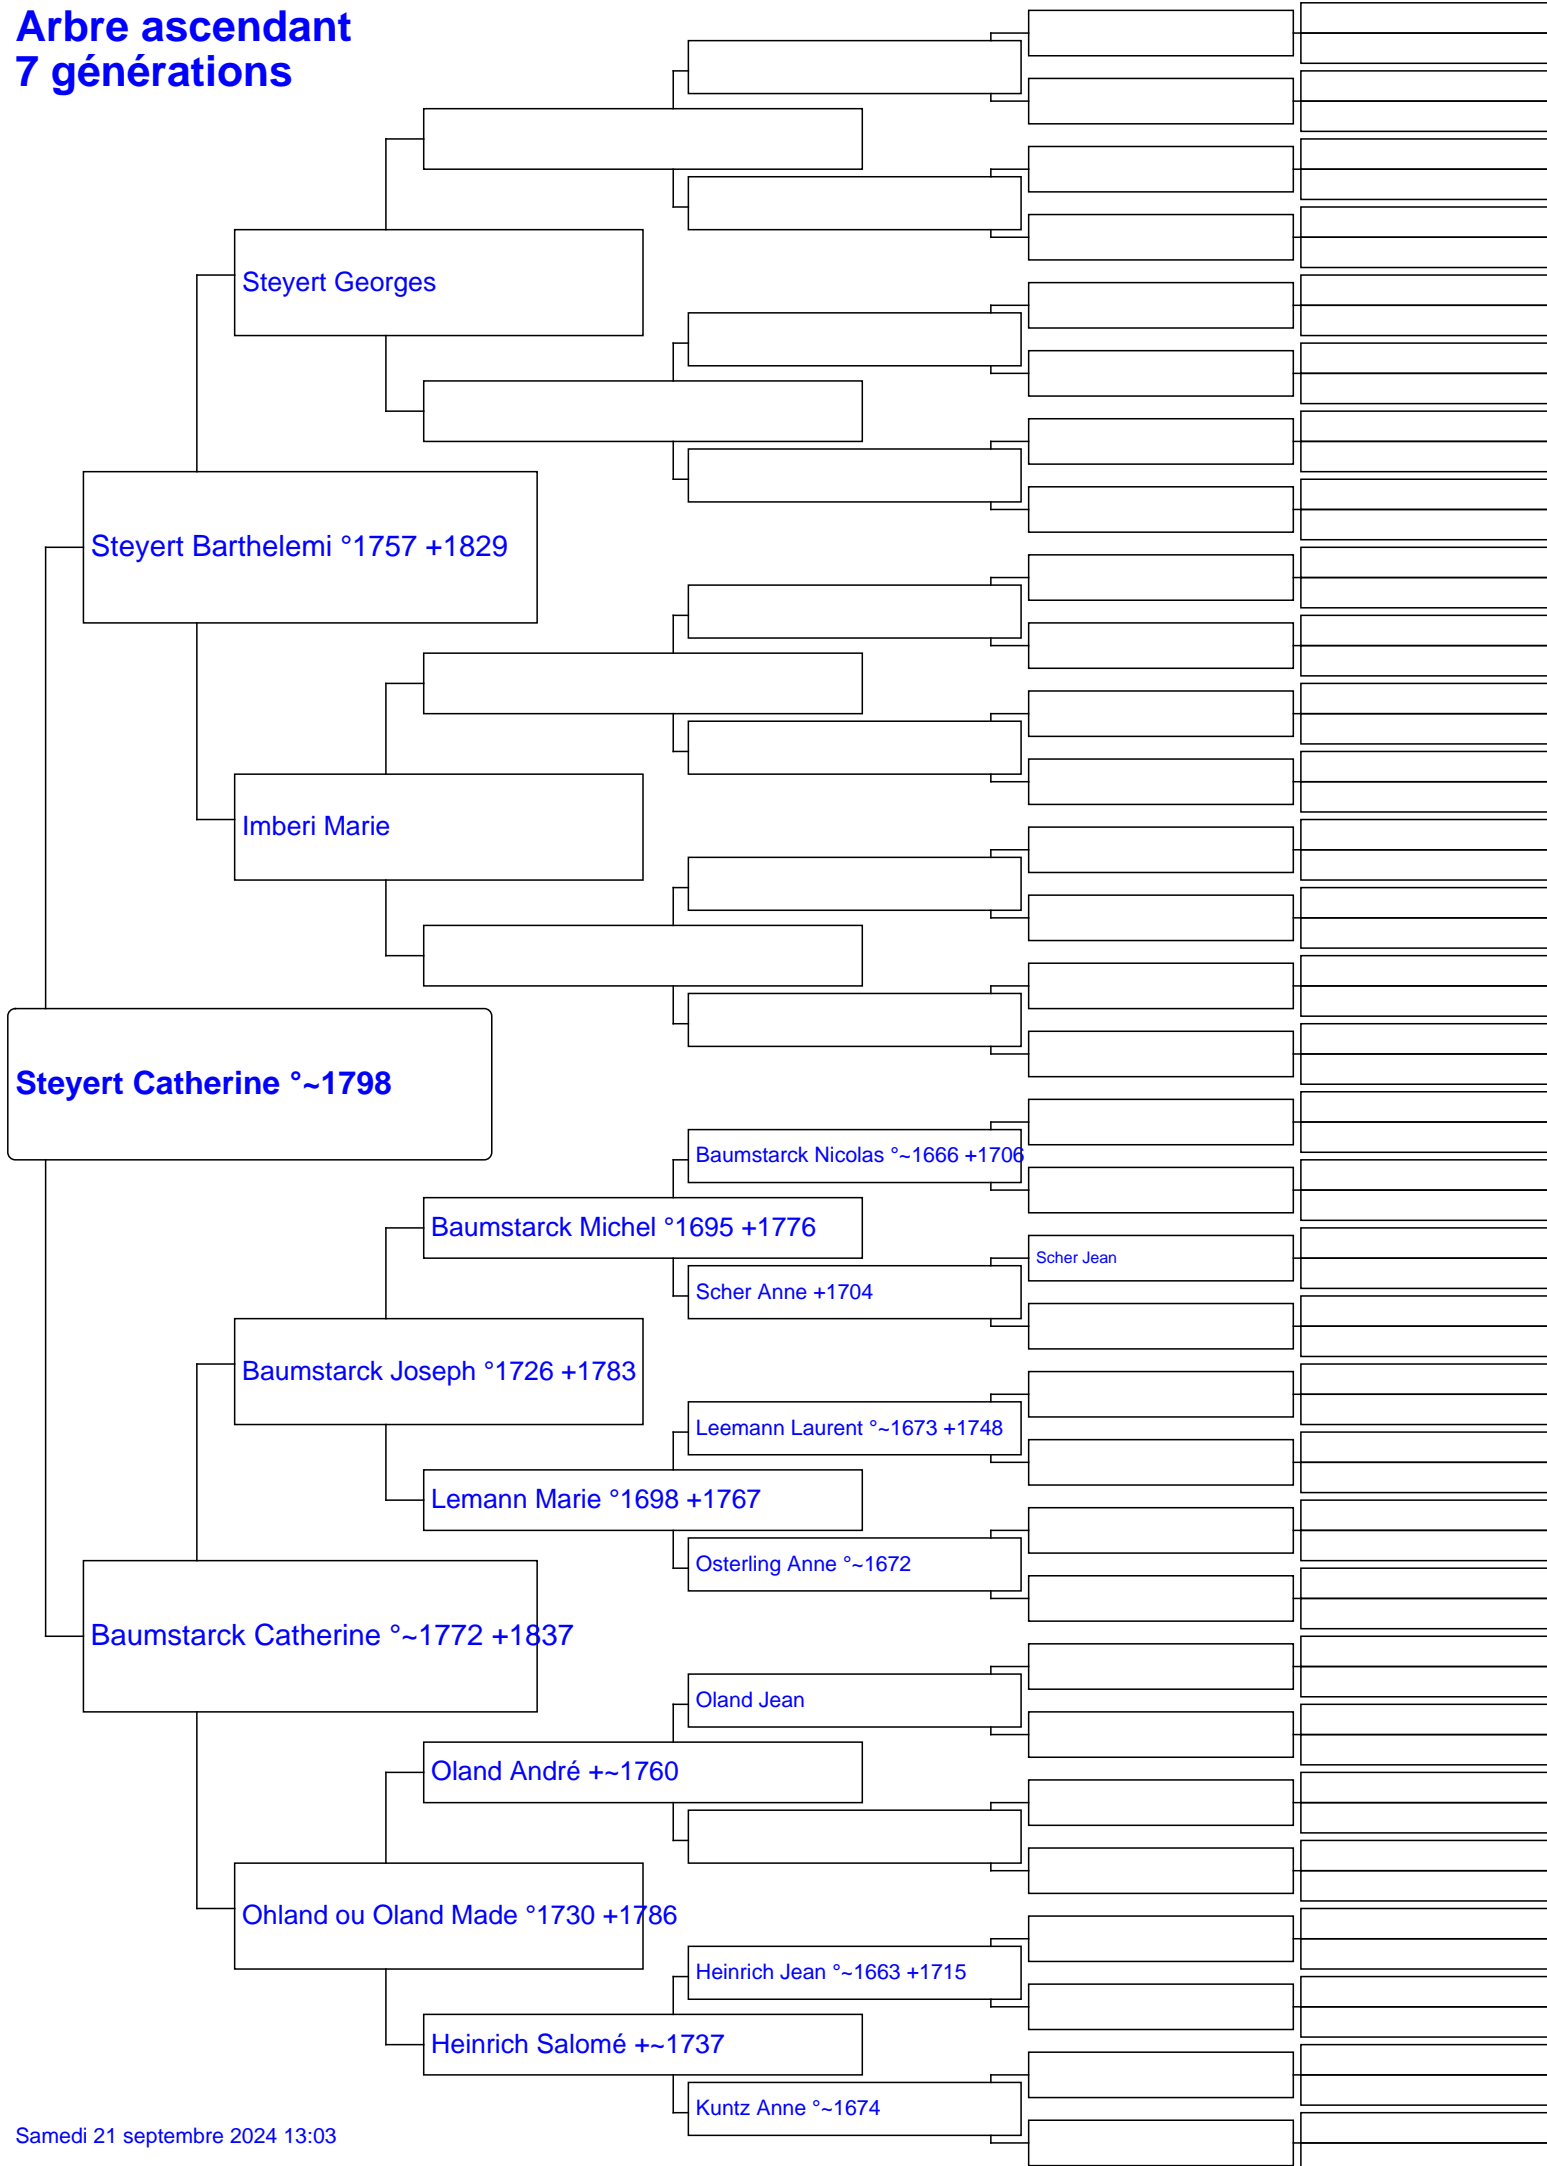 Arbre ascendant
7 générations
Steyert Georges
Steyert Barthelemi °1757 +1829
Imberi Marie
Steyert Catherine °~1798
Baumstarck Nicolas °~1666 +1706
Baumstarck Michel °1695 +1776
Scher Jean
Scher Anne +1704
Baumstarck Joseph °1726 +1783
Leemann Laurent °~1673 +1748
Lemann Marie °1698 +1767
Osterling Anne °~1672
Baumstarck Catherine °~1772 +1837
Oland Jean
Oland André +~1760
Ohland ou Oland Made °1730 +1786
Heinrich Jean °~1663 +1715
Heinrich Salomé +~1737
Kuntz Anne °~1674
Samedi 21 septembre 2024 13:03